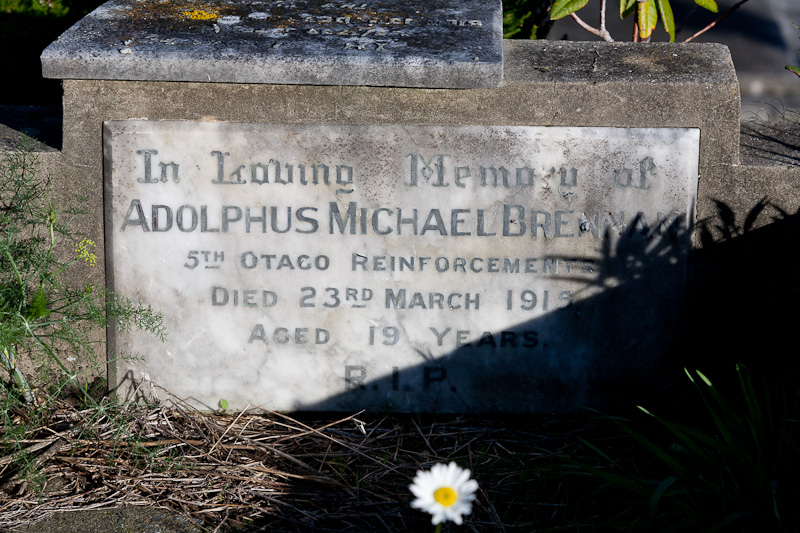 In Loving Memory of
ADOLPHUS MICHAEL BRENNAN
5TH OTAGO REINFORCEMENTS
DIED 23RD MARCH 1915
AGED 19 YEARS.
R.I.P.